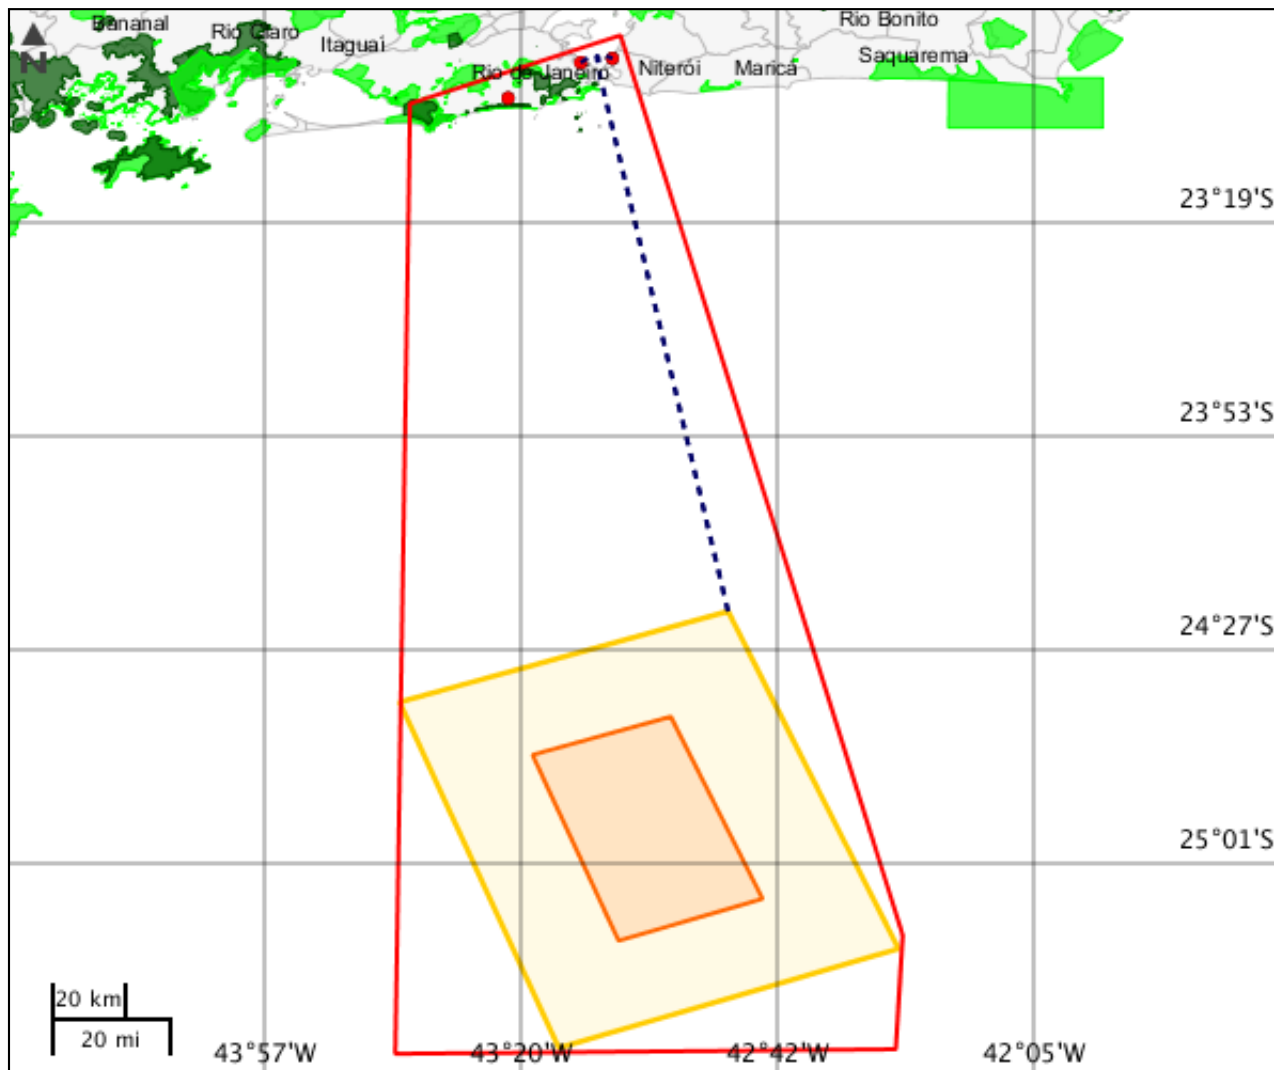 Bananal
Rio Claro
Itaguaí
Rio de Janeiro
Niterói
Maricá
Rio Bonito
Saquarema
N
23°19'S
23°53'S
24°27'S
25°01'S
20 km
20 mi
43°57'W
43°20'W
42°42'W
42°05'W